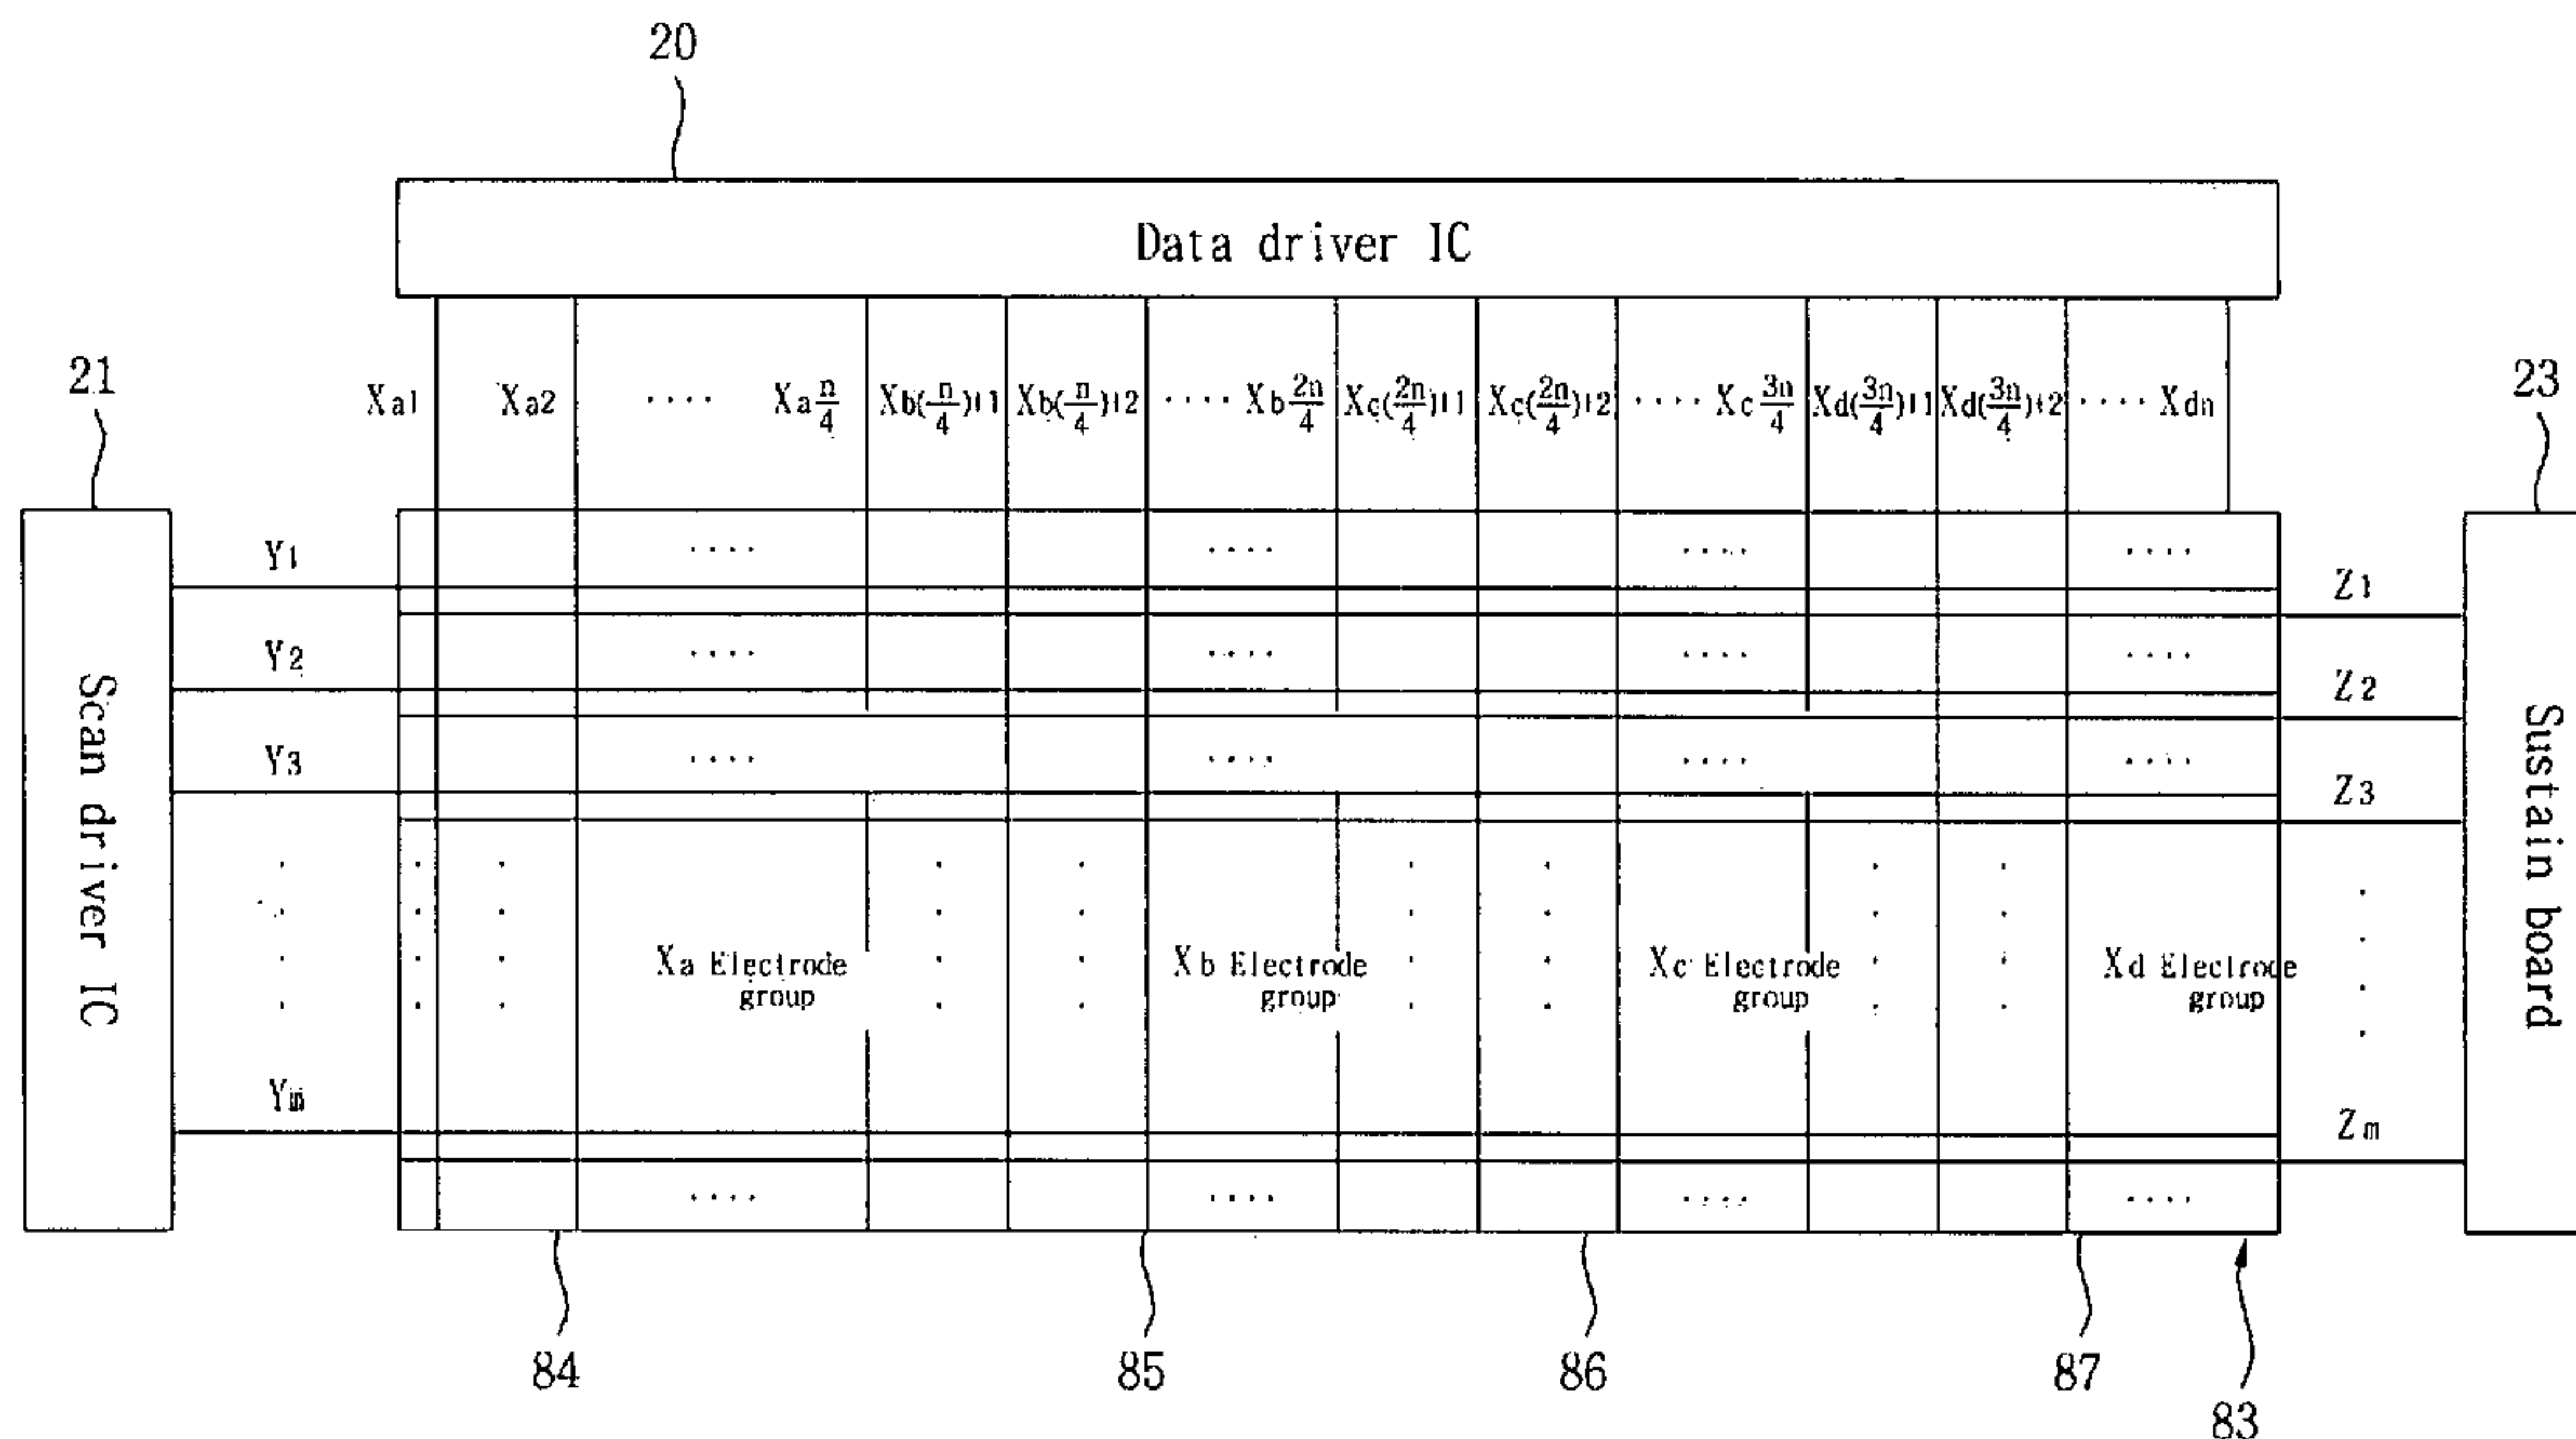 20
Data driver IC
21
23
Xa1 Xa2 .... Xa n/4 Xb(n/4)+1 Xb(n/4)+2 .... Xb 2n/4 Xc(2n/4)+1 Xc(2n/4)+2 .... Xc 3n/4 Xd(3n/4)+1 Xd(3n/4)+2 .... Xdn
Scan driver IC
Y1 .... .... .... .... Z1
Y2 .... .... .... .... Z2
Y3 .... .... .... .... Z3
Xa Electrode group
Xb Electrode group
Xc Electrode group
Xd Electrode group
Ym Zm
.... .... .... ....
Sustain board
84 85 86 87
83